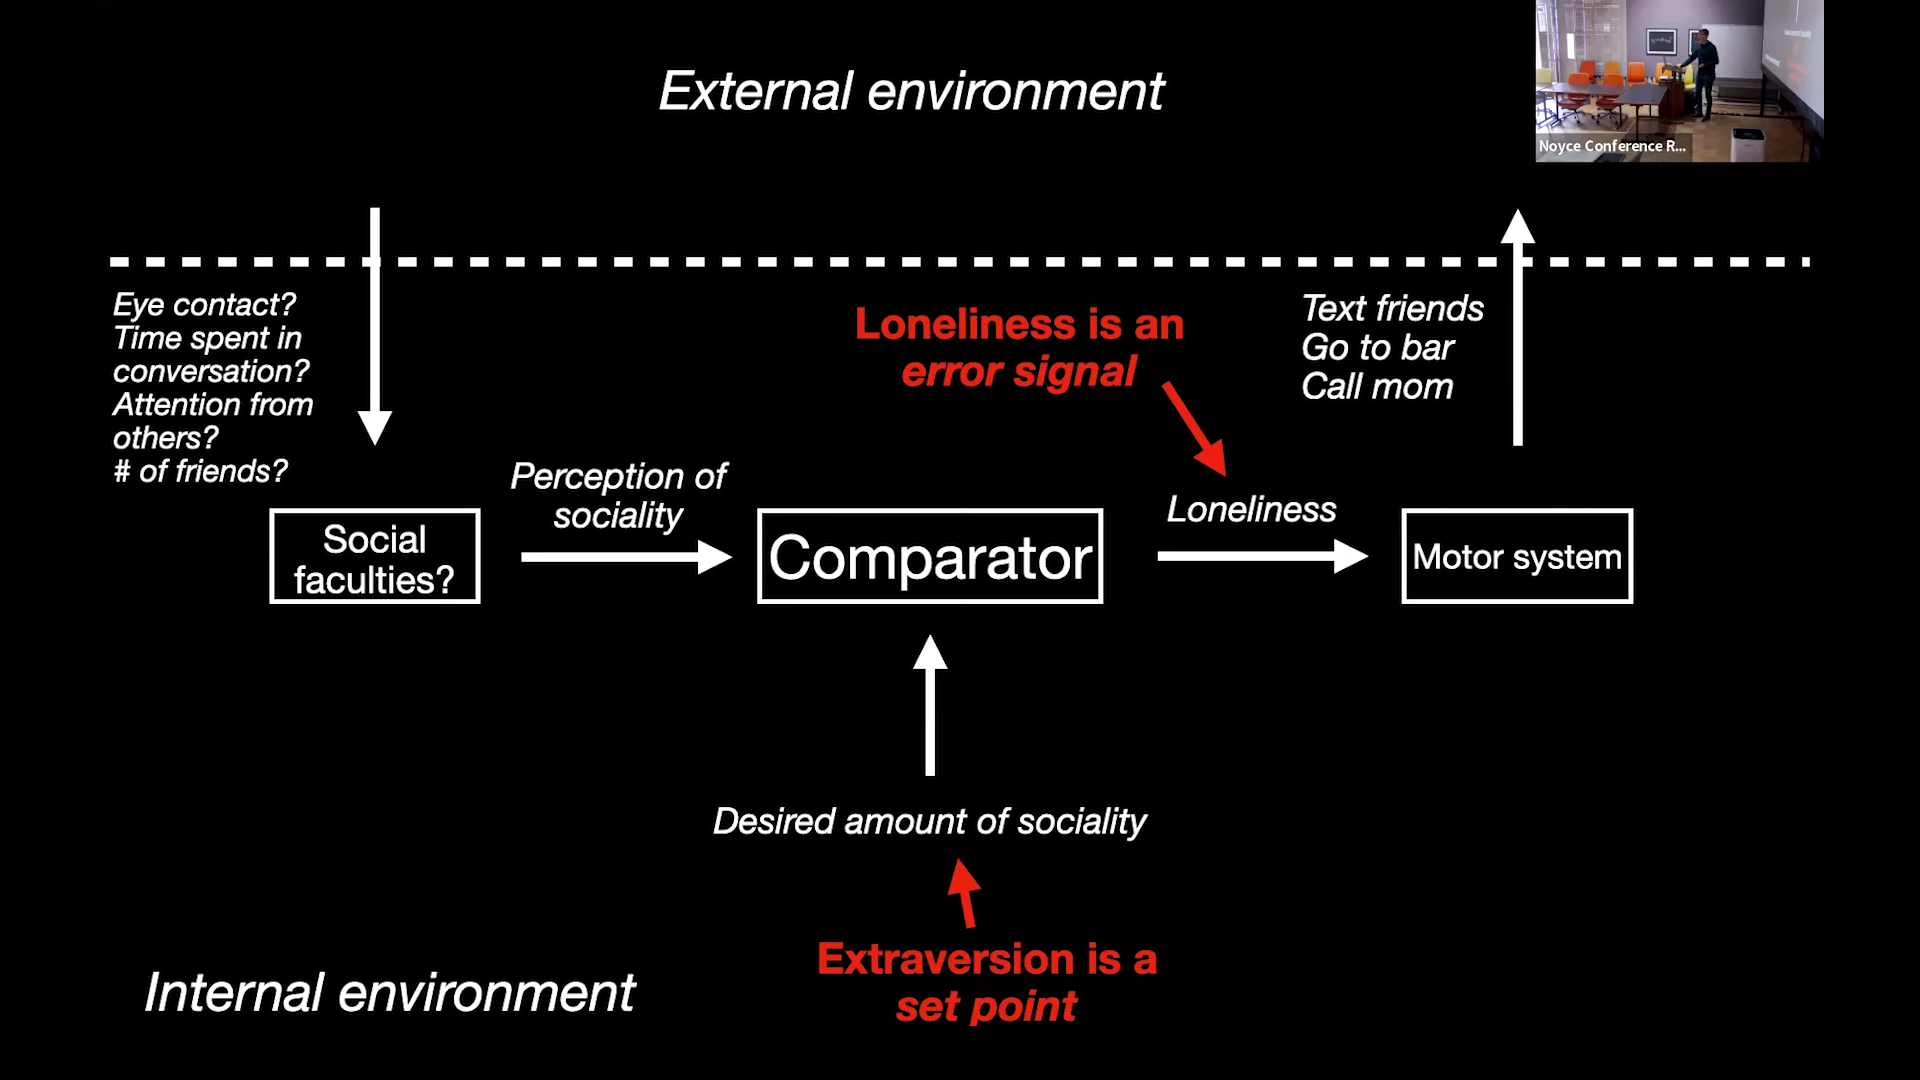 External environment
Noyce Conference R...
Eye contact?
Time spent in
conversation?
Attention from
others?
# of friends?
Loneliness is an
error signal
Text friends
Go to bar
Call mom
Perception of
sociality
Loneliness
Social
faculties?
Comparator
Motor system
Desired amount of sociality
Extraversion is a
set point
Internal environment